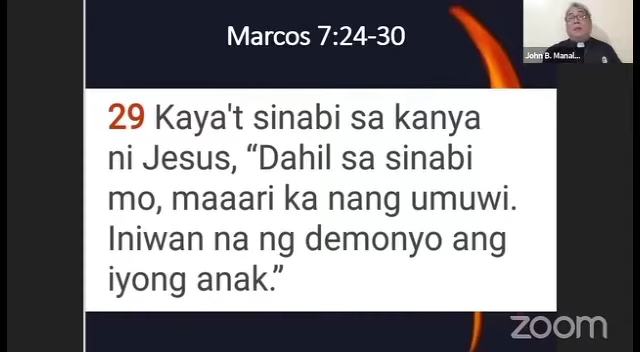 Marcos 7:24-30
John B. Manal...
29 Kaya't sinabi sa kanya
ni Jesus, “Dahil sa sinabi
mo, maaari ka nang umuwi.
Iniwan na ng demonyo ang
iyong anak.”
zoom